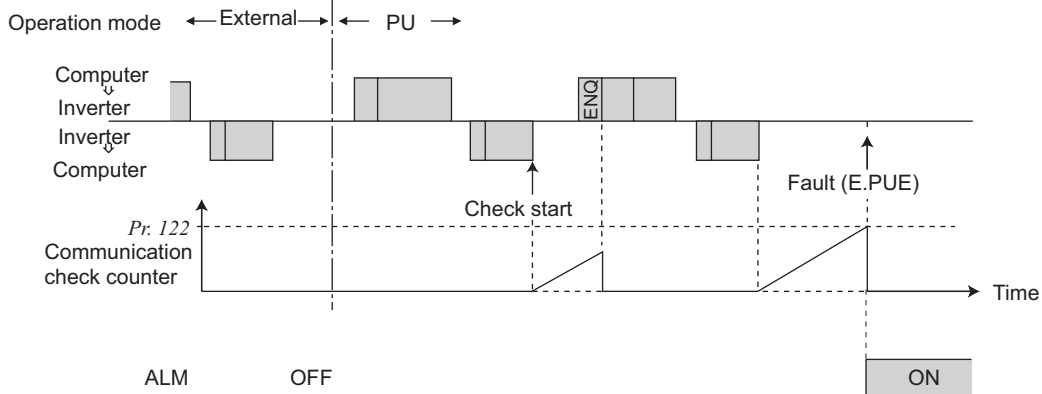 Operation mode External PU
Computer
Inverter
Inverter
Computer
ENQ
Fault (E.PUE)
Check start
Pr. 122
Communication
check counter
Time
ALM OFF ON